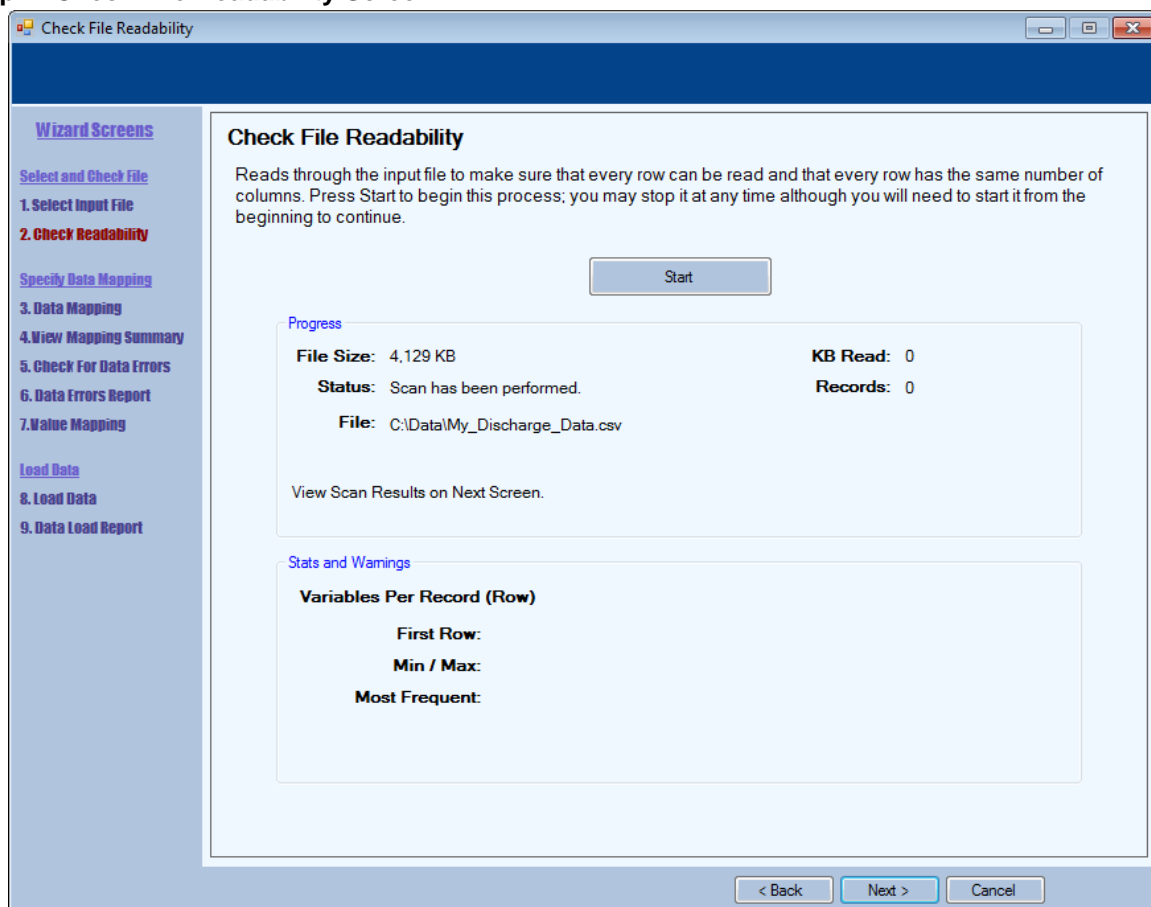 Check File Readability
Wizard Screens
Select and Check File
1. Select Input File
2. Check Readability
Specify Data Mapping
3. Data Mapping
4.View Mapping Summary
5. Check For Data Errors
6. Data Errors Report
7.Value Mapping
Load Data
8. Load Data
9. Data Load Report
Check File Readability
Reads through the input file to make sure that every row can be read and that every row has the same number of
columns. Press Start to begin this process; you may stop it at any time although you will need to start it from the
beginning to continue.
Start
Progress
File Size: 4,129 KB KB Read: 0
Status: Scan has been performed. Records: 0
File: C:\Data\My_Discharge_Data.csv
View Scan Results on Next Screen.
Stats and Warnings
Variables Per Record (Row)
First Row:
Min / Max:
Most Frequent:
< Back Next > Cancel